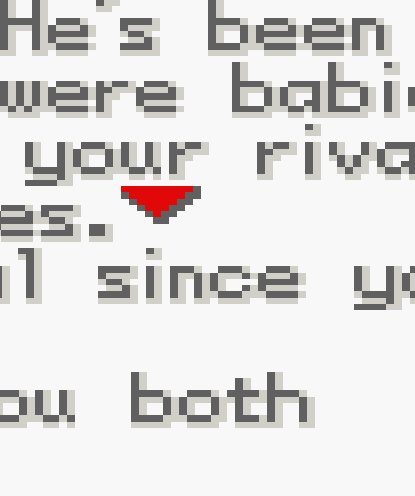 He's been
were babi
your riva
es.
l since yo
ou both